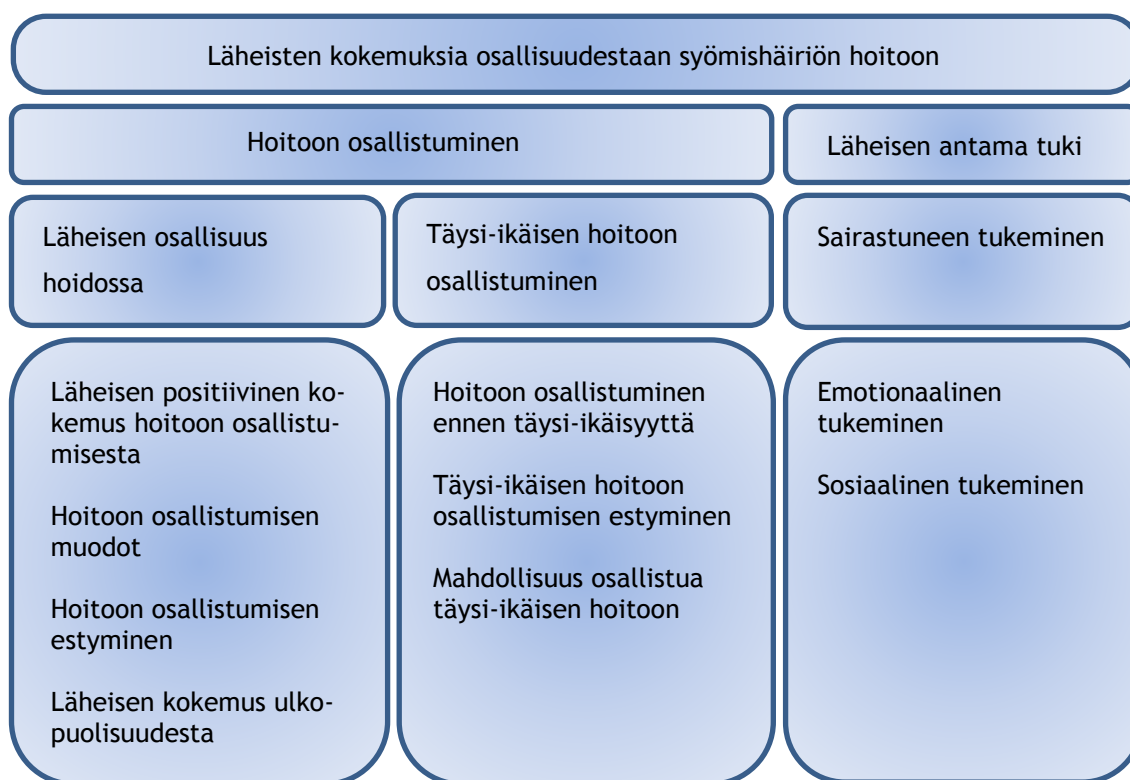 Läheisten kokemuksia osallisuudestaan syömishäiriön hoitoon
Hoitoon osallistuminen
Läheisen antama tuki
Läheisen osallisuus
hoidossa
Täysi-ikäisen hoitoon
osallistuminen
Sairastuneen tukeminen
Läheisen positiivinen ko-
kemus hoitoon osallistu-
misesta
Hoitoon osallistumisen
muodot
Hoitoon osallistumisen
estyminen
Läheisen kokemus ulko-
puolisuudesta
Hoitoon osallistuminen
ennen täysi-ikäisyyttä
Täysi-ikäisen hoitoon
osallistumisen estyminen
Mahdollisuus osallistua
täysi-ikäisen hoitoon
Emotionaalinen
tukeminen
Sosiaalinen tukeminen